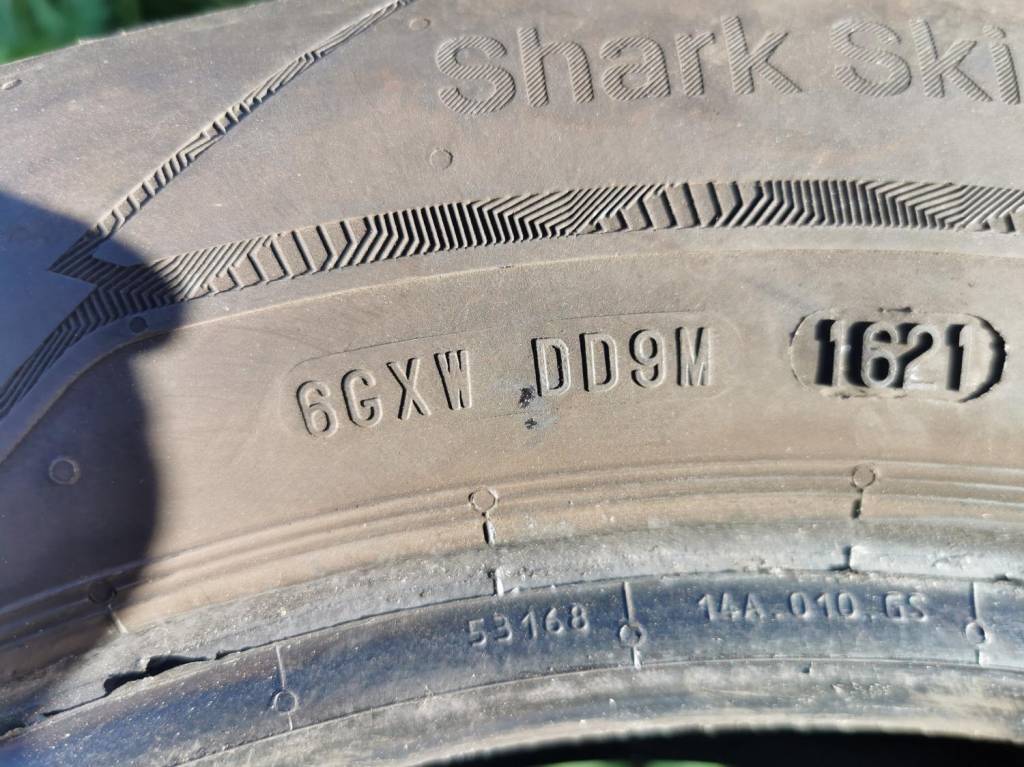 Shark Ski
6GXW DD9M 1621
53168 14A.010.GS